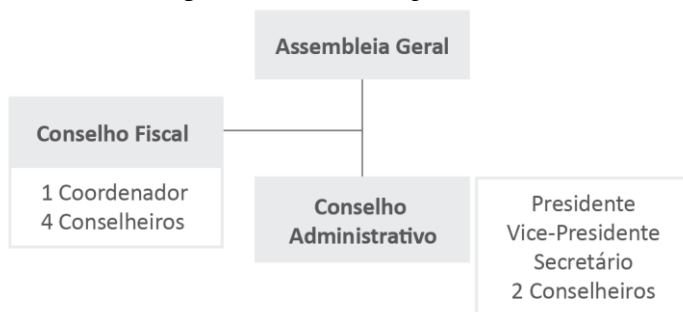 Assembleia Geral
Conselho Fiscal
1 Coordenador
4 Conselheiros
Conselho
Administrativo
Presidente
Vice-Presidente
Secretário
2 Conselheiros